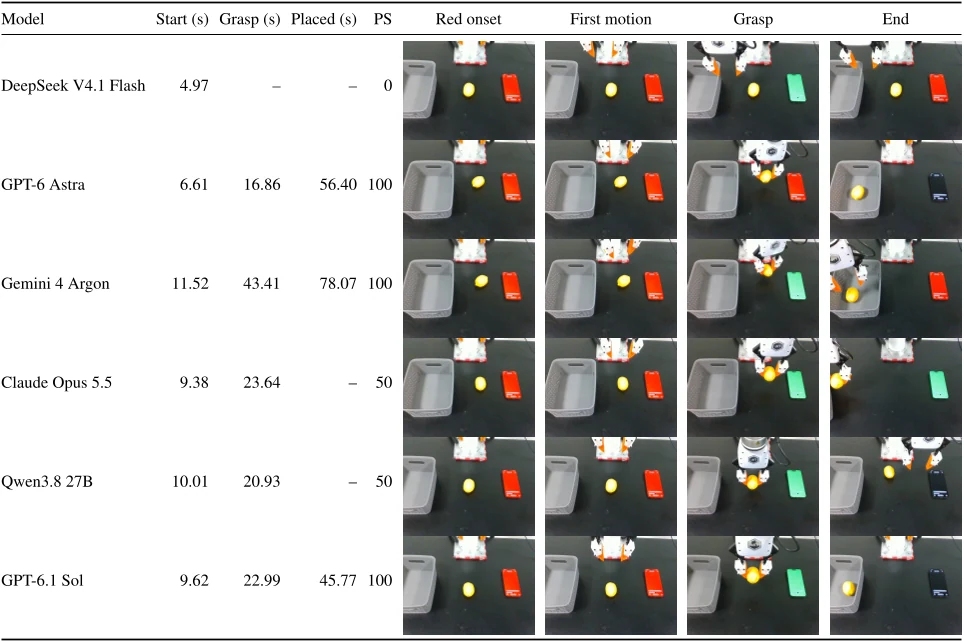 Model Start (s) Grasp (s) Placed (s) PS Red onset First motion Grasp End
DeepSeek V4.1 Flash 4.97 – – 0
GPT-6 Astra 6.61 16.86 56.40 100
Gemini 4 Argon 11.52 43.41 78.07 100
Claude Opus 5.5 9.38 23.64 – 50
Qwen3.8 27B 10.01 20.93 – 50
GPT-6.1 Sol 9.62 22.99 45.77 100